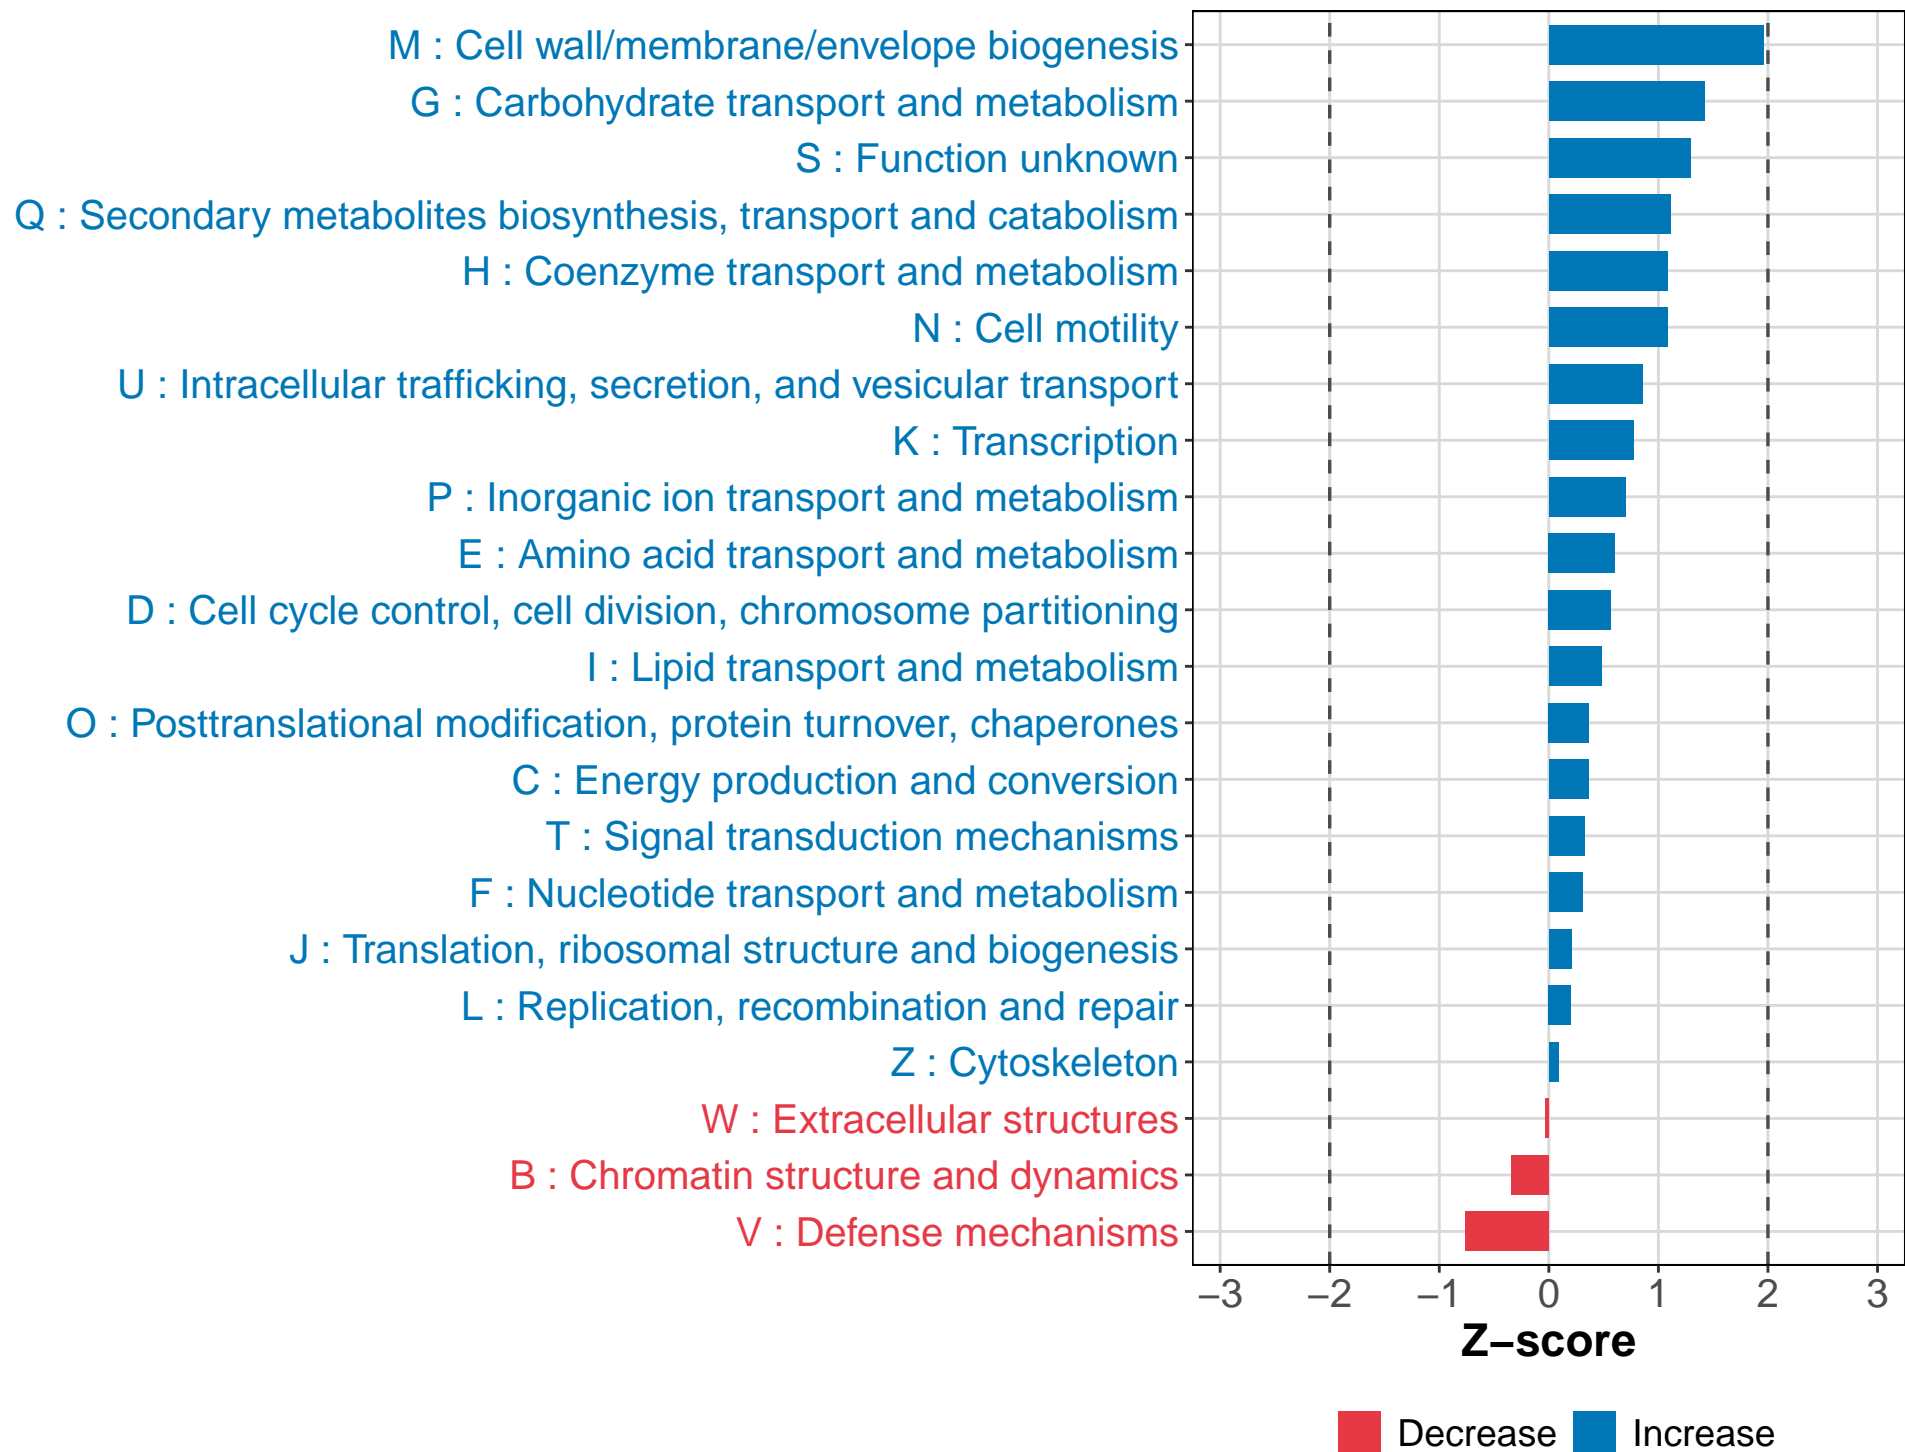 M : Cell wall/membrane/envelope biogenesis
G : Carbohydrate transport and metabolism
S : Function unknown
Q : Secondary metabolites biosynthesis, transport and catabolism
H : Coenzyme transport and metabolism
N : Cell motility
U : Intracellular trafficking, secretion, and vesicular transport
K : Transcription
P : Inorganic ion transport and metabolism
E : Amino acid transport and metabolism
D : Cell cycle control, cell division, chromosome partitioning
I : Lipid transport and metabolism
O : Posttranslational modification, protein turnover, chaperones
C : Energy production and conversion
T : Signal transduction mechanisms
F : Nucleotide transport and metabolism
J : Translation, ribosomal structure and biogenesis
L : Replication, recombination and repair
Z : Cytoskeleton
W : Extracellular structures
B : Chromatin structure and dynamics
V : Defense mechanisms
−3 −2 −1 0 1 2 3
Z−score
Decrease Increase